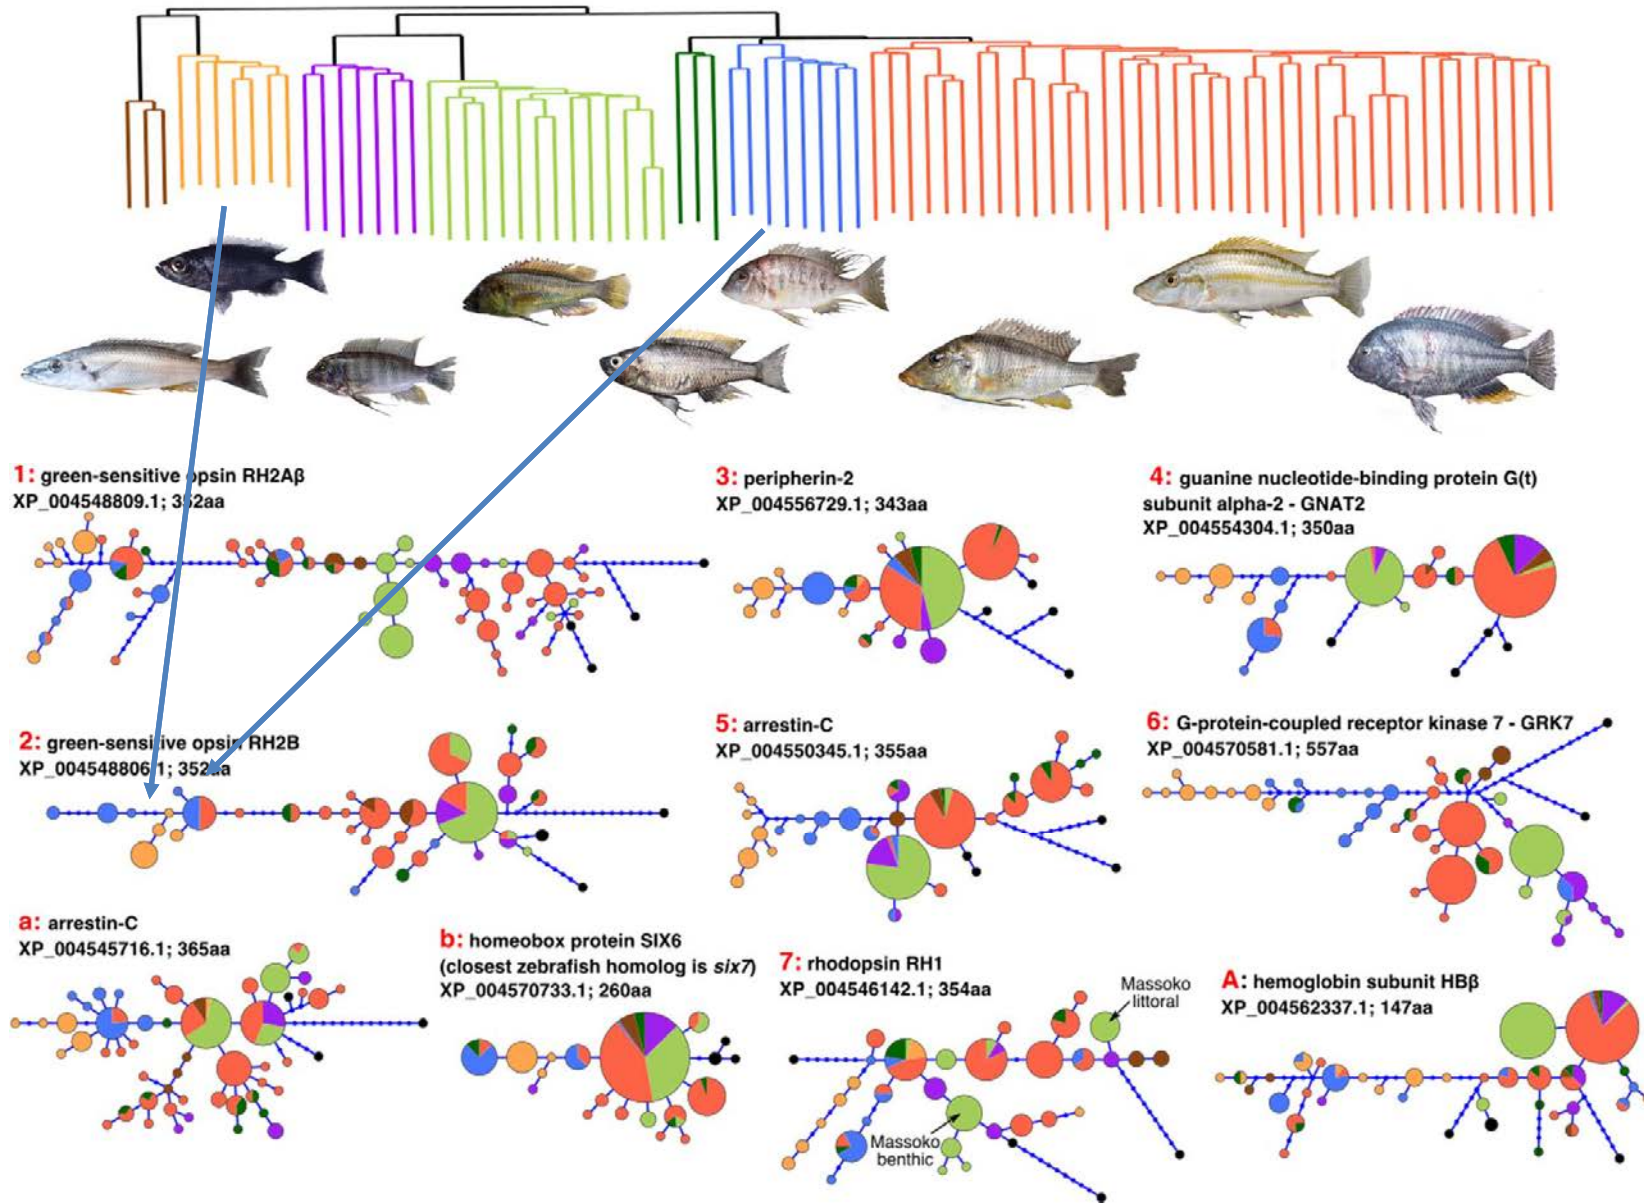 1: green-sensitive opsin RH2Aβ
XP_004548809.1; 352aa
3: peripherin-2
XP_004556729.1; 343aa
4: guanine nucleotide-binding protein G(t)
subunit alpha-2 - GNAT2
XP_004554304.1; 350aa
2: green-sensitive opsin RH2B
XP_004548806.1; 352aa
5: arrestin-C
XP_004550345.1; 355aa
6: G-protein-coupled receptor kinase 7 - GRK7
XP_004570581.1; 557aa
a: arrestin-C
XP_004545716.1; 365aa
b: homeobox protein SIX6
(closest zebrafish homolog is six7)
XP_004570733.1; 260aa
7: rhodopsin RH1
XP_004546142.1; 354aa
Massoko
littoral
Massoko
benthic
A: hemoglobin subunit HBβ
XP_004562337.1; 147aa